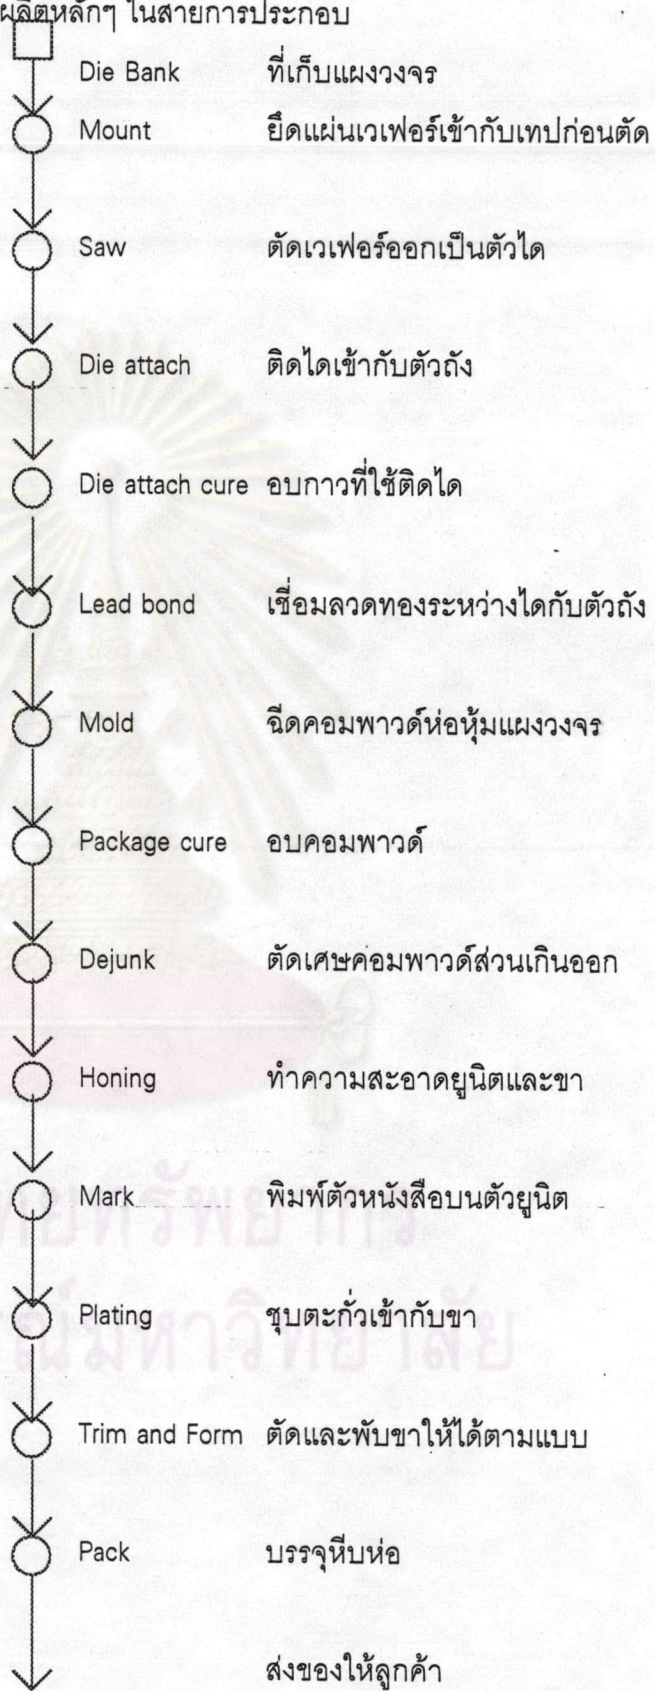 ผลิตหลักๆ ในสายการประกอบ
Die Bank ที่เก็บแผงวงจร
Mount ยึดแผ่นเวเฟอร์เข้ากับเทปก่อนตัด
Saw ตัดเวเฟอร์ออกเป็นตัวได
Die attach ติดไดเข้ากับตัวถัง
Die attach cure อบกาวที่ใช้ติดได
Lead bond เชื่อมลวดทองระหว่างไดกับตัวถัง
Mold ฉีดคอมพาวด์ห่อหุ้มแผงวงจร
Package cure อบคอมพาวด์
Dejunk ตัดเศษคอมพาวด์ส่วนเกินออก
Honing ทำความสะอาดยูนิตและขา
Mark พิมพ์ตัวหนังสือบนตัวยูนิต
Plating ชุบตะกั่วเข้ากับขา
Trim and Form ตัดและพับขาให้ได้ตามแบบ
Pack บรรจุหีบห่อ
ส่งของให้ลูกค้า